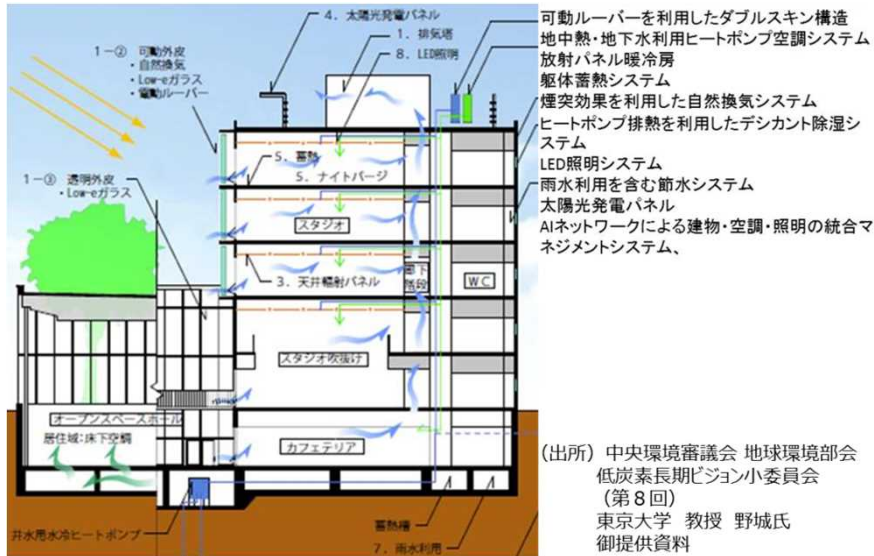 4. 太陽光発電パネル
1. 排気塔
8. LED照明
1-② 可動外皮
・自然換気
・Low-eガラス
・電動ルーバー
5. 蓄熱
5. ナイトパージ
1-③ 透明外皮
・Low-eガラス
スタジオ
3. 天井輻射パネル
廊下
階段
WC
スタジオ吹抜け
オープンスペースホール
居住域:床下空調
カフェテリア
井水用水冷ヒートポンプ
蓄熱槽
7. 雨水利用
可動ルーバーを利用したダブルスキン構造
地中熱・地下水利用ヒートポンプ空調システム
放射パネル暖冷房
躯体蓄熱システム
煙突効果を利用した自然換気システム
ヒートポンプ排熱を利用したデシカント除湿シ
ステム
LED照明システム
雨水利用を含む節水システム
太陽光発電パネル
AIネットワークによる建物・空調・照明の統合マ
ネジメントシステム、
(出所) 中央環境審議会 地球環境部会
低炭素長期ビジョン小委員会
(第8回)
東京大学 教授 野城氏
御提供資料